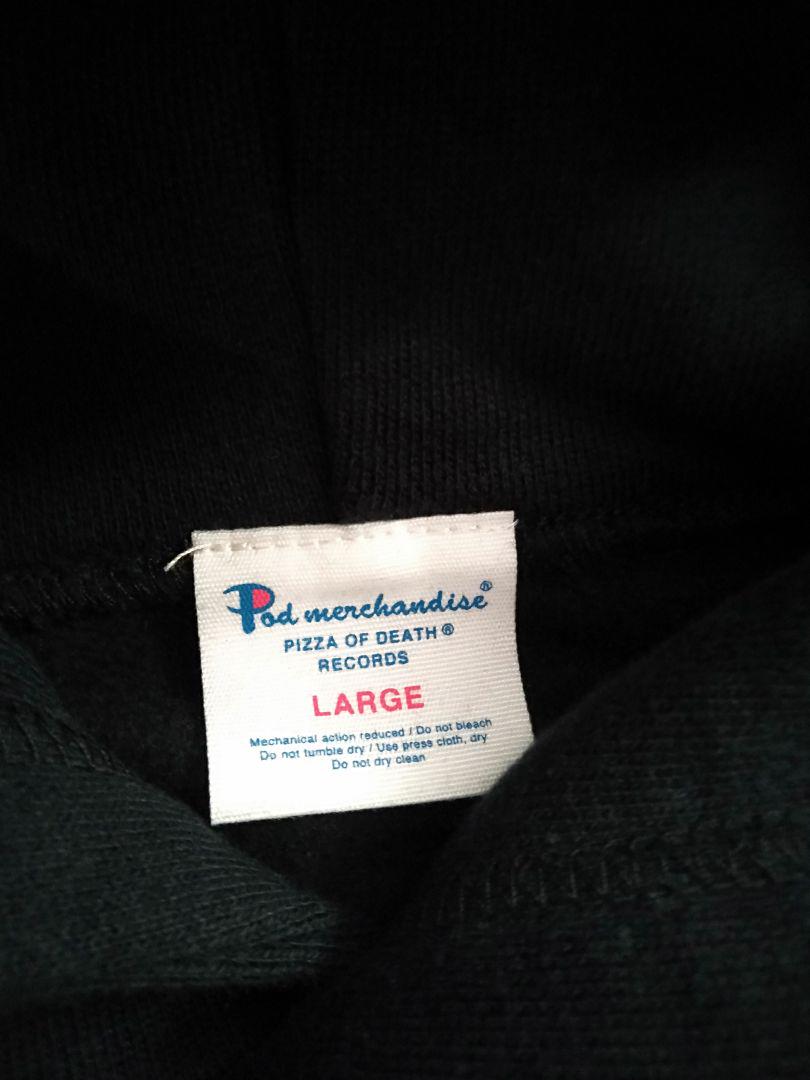 Pod merchandise®
PIZZA OF DEATH®
RECORDS
LARGE
Mechanical action reduced / Do not bleach
Do not tumble dry / Use press cloth, dry
Do not dry clean